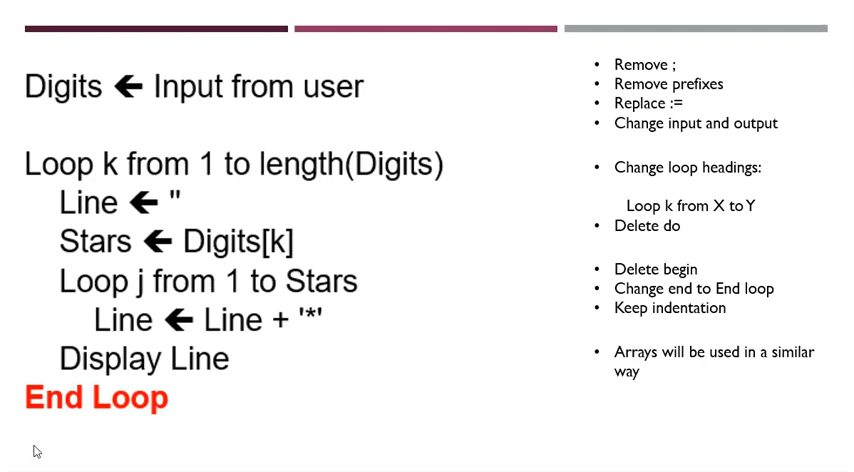 Digits 🡸 Input from user
Loop k from 1 to length(Digits)
Line 🡸 ''
Stars 🡸 Digits[k]
Loop j from 1 to Stars
Line 🡸 Line + '*'
Display Line
End Loop
• Remove ;
• Remove prefixes
• Replace :=
• Change input and output
• Change loop headings:
Loop k from X to Y
• Delete do
• Delete begin
• Change end to End loop
• Keep indentation
• Arrays will be used in a similar
way